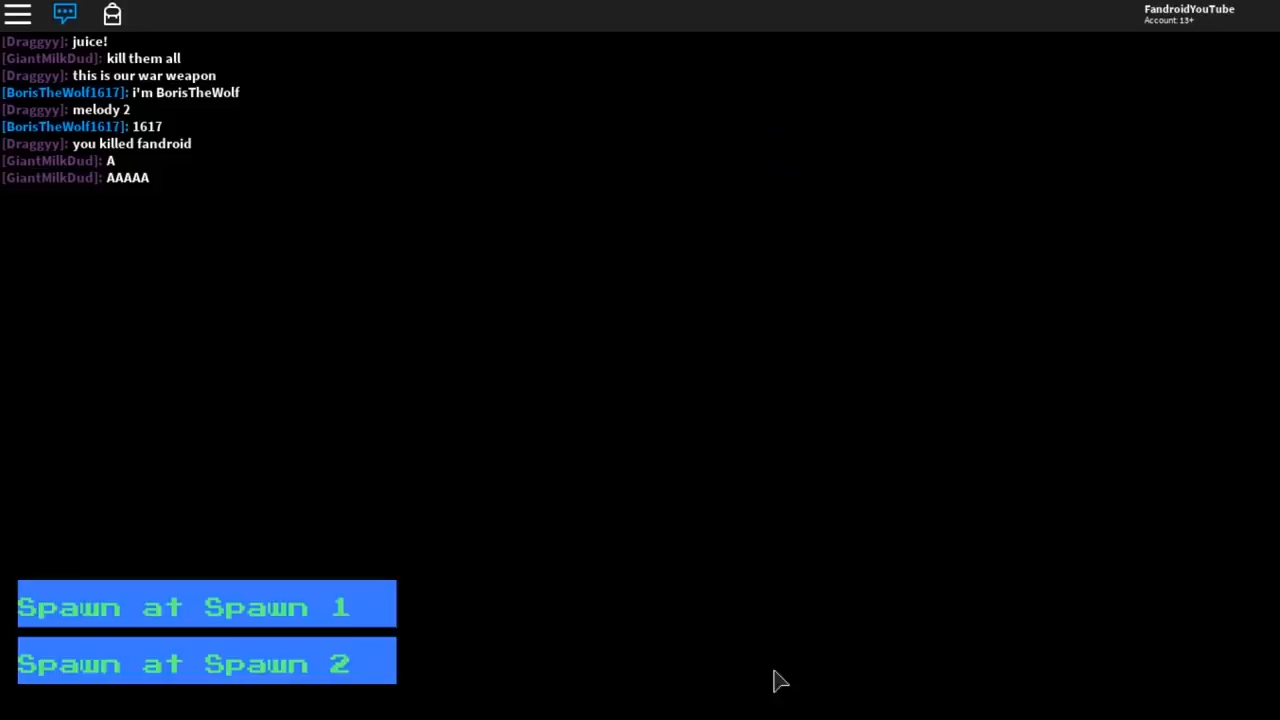 FandroidYouTube
Account: 13+
[Draggyy]: juice!
[GiantMilkDud]: kill them all
[Draggyy]: this is our war weapon
[BorisTheWolf1617]: i'm BorisTheWolf
[Draggyy]: melody 2
[BorisTheWolf1617]: 1617
[Draggyy]: you killed fandroid
[GiantMilkDud]: A
[GiantMilkDud]: AAAAA
Spawn at Spawn 1
Spawn at Spawn 2